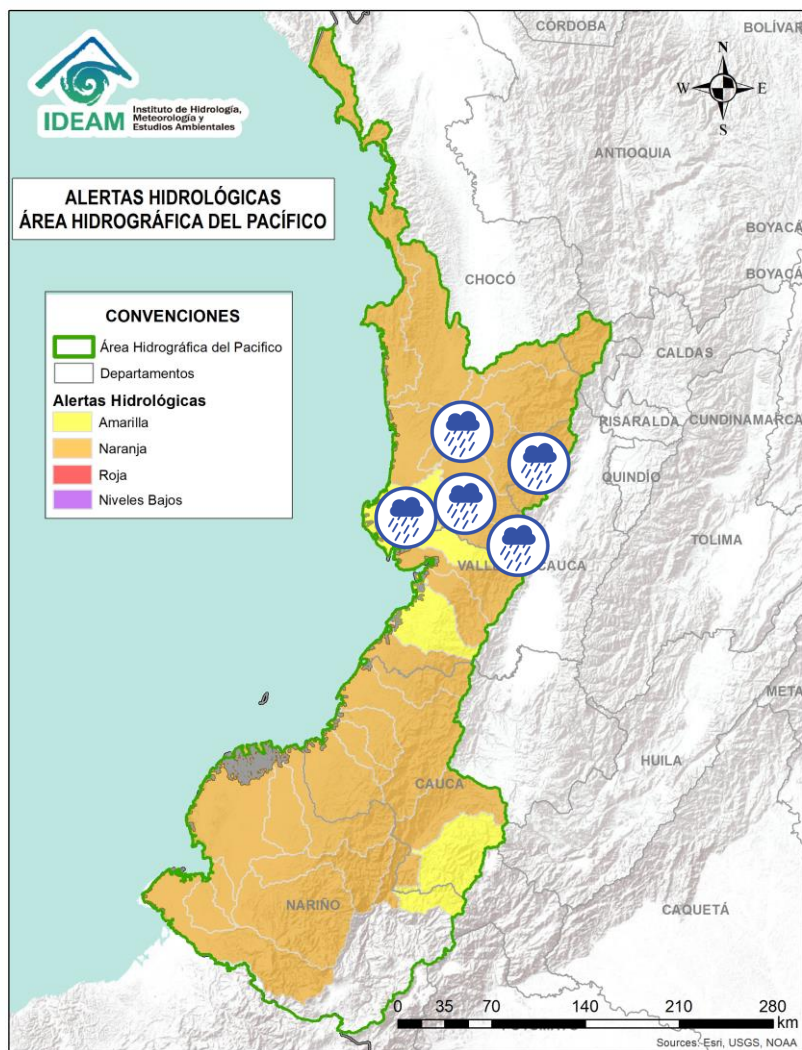 IDEAM
Instituto de Hidrología,
Meteorología y
Estudios Ambientales
CÓRDOBA
BOLÍVAR
N
W
E
S
ANTIOQUIA
ALERTAS HIDROLÓGICAS
ÁREA HIDROGRÁFICA DEL PACÍFICO
BOYACÁ
BOYACÁ
CHOCÓ
CONVENCIONES
Área Hidrográfica del Pacifico
Departamentos
Alertas Hidrológicas
Amarilla
Naranja
Roja
Niveles Bajos
CALDAS
RISARALDA
CUNDINAMARCA
QUINDÍO
TOLIMA
VALLE
CAUCA
META
HUILA
CAUCA
NARIÑO
CAQUETÁ
0 35 70 140 210 280
km
Sources: Esri, USGS, NOAA